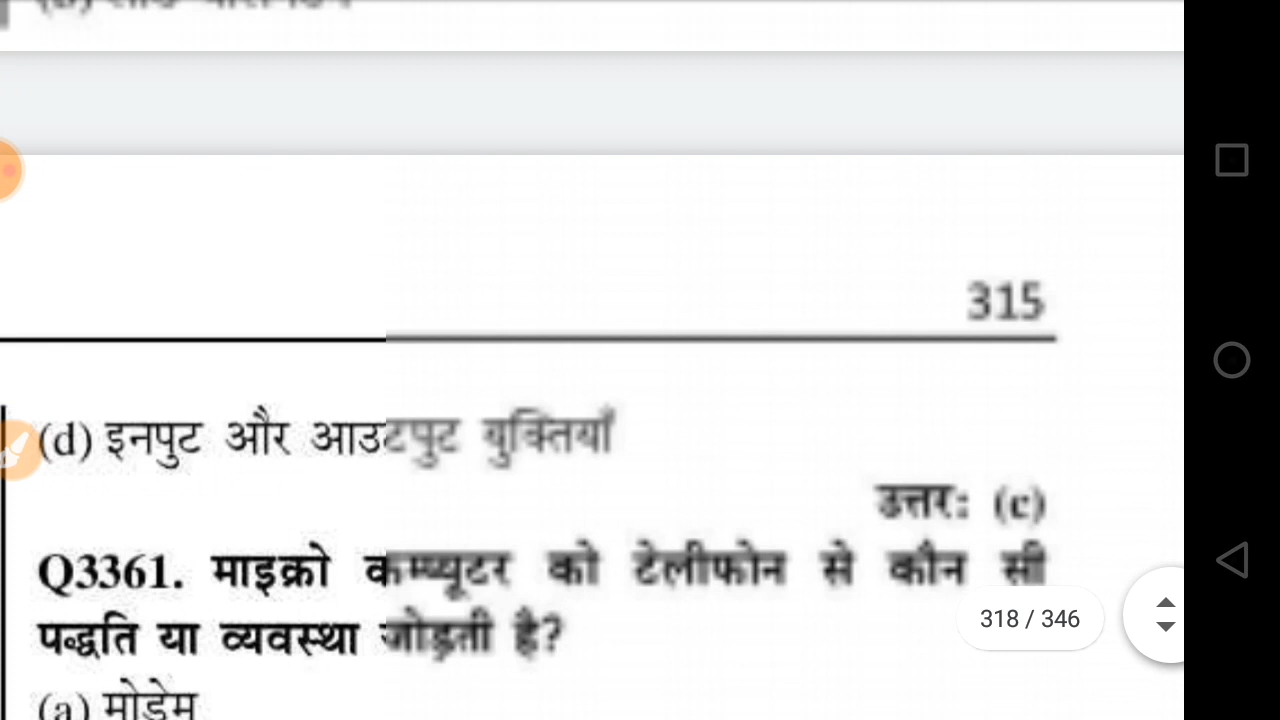 315
(d) इनपुट और आउटपुट युक्तियाँ
उत्तरः (c)
Q3361. माइक्रो कम्प्यूटर को टेलीफोन से कौन सी
पद्धति या व्यवस्था जोड़ती है?
318 / 346
(a) मोडेम